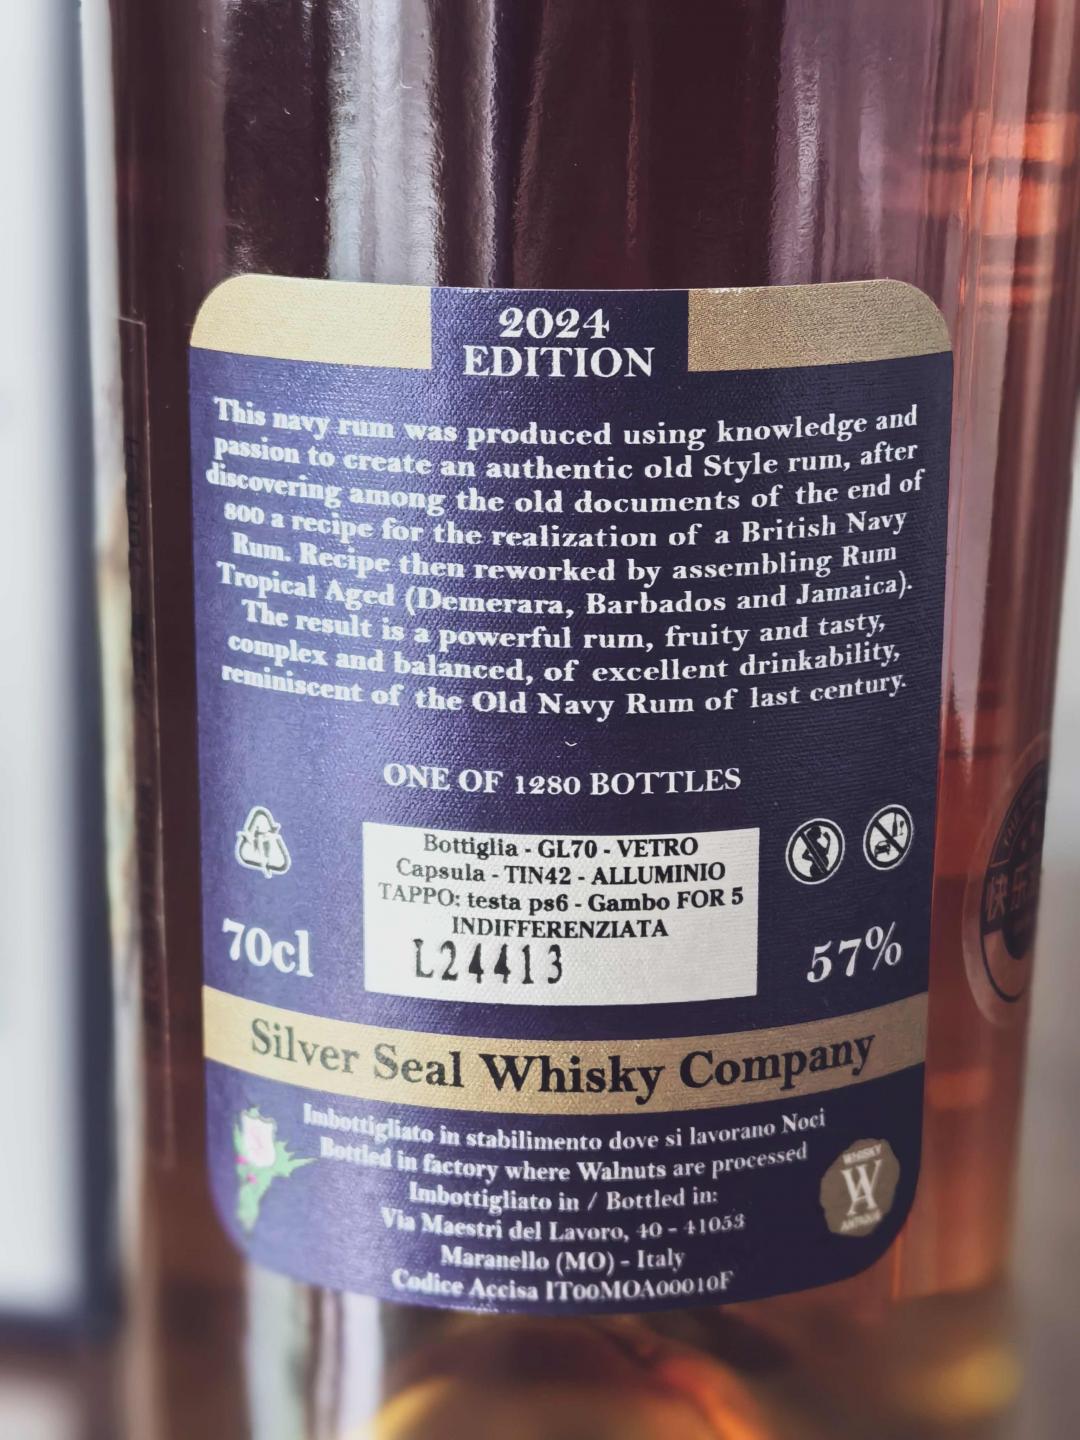 2024
EDITION
This navy rum was produced using knowledge and
passion to create an authentic old Style rum, after
discovering among the old documents of the end of
800 a recipe for the realization of a British Navy
Rum. Recipe then reworked by assembling Rum
Tropical Aged (Demerara, Barbados and Jamaica).
The result is a powerful rum, fruity and tasty,
complex and balanced, of excellent drinkability,
reminiscent of the Old Navy Rum of last century.
ONE OF 1280 BOTTLES
Bottiglia - GL70 - VETRO
Capsula - TIN42 - ALLUMINIO
TAPPO: testa ps6 - Gambo FOR 5
INDIFFERENZIATA
L24413
70cl
57%
Silver Seal Whisky Company
Imbottigliato in stabilimento dove si lavorano Noci
Bottled in factory where Walnuts are processed
Imbottigliato in / Bottled in:
Via Maestri del Lavoro, 40 - 41053
Maranello (MO) - Italy
Codice Accisa IT00MOA00010F
WHISKY
WA
ANTIQUE
快乐